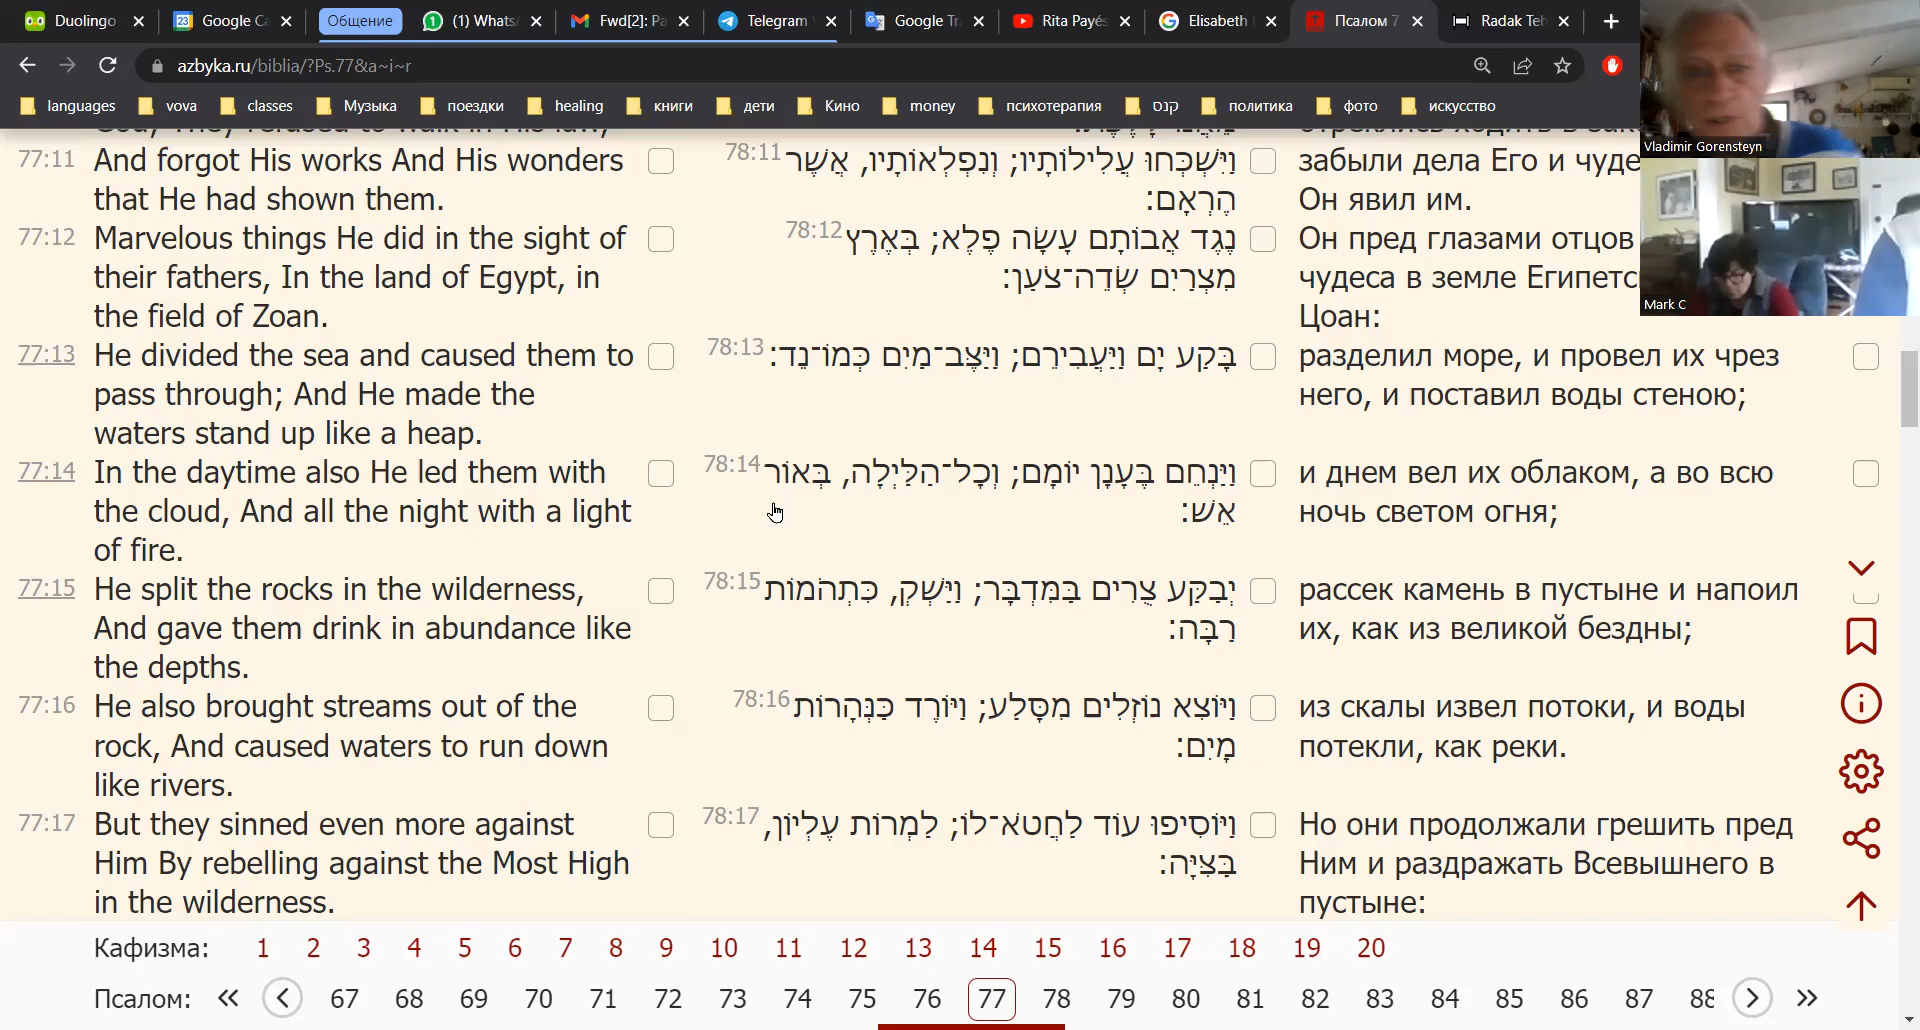 Duolingo
Google Ca
Общение
(1) Whats
Fwd[2]: Pa
Telegram
Google Tr
Rita Payés
Elisabeth
Псалом 7
Radak Teh
azbyka.ru/biblia/?Ps.77&a~i~r
languages
vova
classes
Музыка
поездки
healing
книги
дети
Кино
money
психотерапия
קנס
политика
фото
искусство
Vladimir Gorensteyn
Mark C
God; They refused to walk in His law,
77:11 And forgot His works And His wonders
that He had shown them.
77:12 Marvelous things He did in the sight of
their fathers, In the land of Egypt, in
the field of Zoan.
77:13 He divided the sea and caused them to
pass through; And He made the
waters stand up like a heap.
77:14 In the daytime also He led them with
the cloud, And all the night with a light
of fire.
77:15 He split the rocks in the wilderness,
And gave them drink in abundance like
the depths.
77:16 He also brought streams out of the
rock, And caused waters to run down
like rivers.
77:17 But they sinned even more against
Him By rebelling against the Most High
in the wilderness.
78:11 וַיִּשְׁכְּחוּ עֲלִילוֹתָיו; וְנִפְלְאוֹתָיו, אֲשֶׁר
הֶרְאָם:
78:12 נֶגֶד אֲבוֹתָם עָשָׂה פֶלֶא; בְּאֶרֶץ
מִצְרַיִם שְׂדֵה־צֹעַן:
78:13 בָּקַע יָם וַיַּעֲבִירֵם; וַיַּצֶּב־מַיִם כְּמוֹ־נֵד:
78:14 וַיַּנְחֵם בֶּעָנָן יוֹמָם; וְכָל־הַלַּיְלָה, בְּאוֹר
אֵשׁ:
78:15 יְבַקַּע צֻרִים בַּמִּדְבָּר; וַיַּשְׁקְ, כִּתְהֹמוֹת
רַבָּה:
78:16 וַיּוֹצִא נוֹזְלִים מִסָּלַע; וַיּוֹרֶד כַּנְּהָרוֹת
מָיִם:
78:17 וַיּוֹסִיפוּ עוֹד לַחֲטֹא־לוֹ; לַמְרוֹת עֶלְיוֹן,
בַּצִּיָּה:
забыли дела Его и чуде
Он явил им.
Он пред глазами отцов
чудеса в земле Египетс
Цоан:
разделил море, и провел их чрез
него, и поставил воды стеною;
и днем вел их облаком, а во всю
ночь светом огня;
рассек камень в пустыне и напоил
их, как из великой бездны;
из скалы извел потоки, и воды
потекли, как реки.
Но они продолжали грешить пред
Ним и раздражать Всевышнего в
пустыне:
Кафизма: 1 2 3 4 5 6 7 8 9 10 11 12 13 14 15 16 17 18 19 20
Псалом: « 67 68 69 70 71 72 73 74 75 76 77 78 79 80 81 82 83 84 85 86 87 88 »